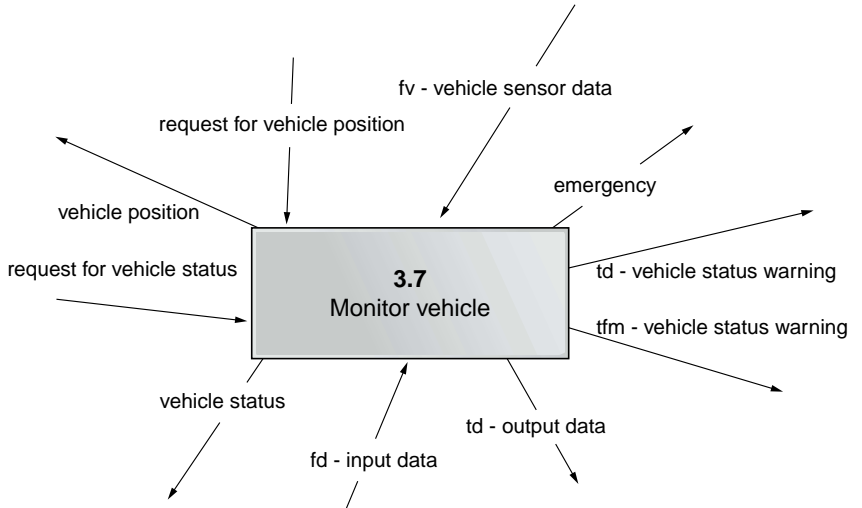 fv - vehicle sensor data
request for vehicle position
emergency
vehicle position
request for vehicle status
3.7
Monitor vehicle
td - vehicle status warning
tfm - vehicle status warning
vehicle status
td - output data
fd - input data